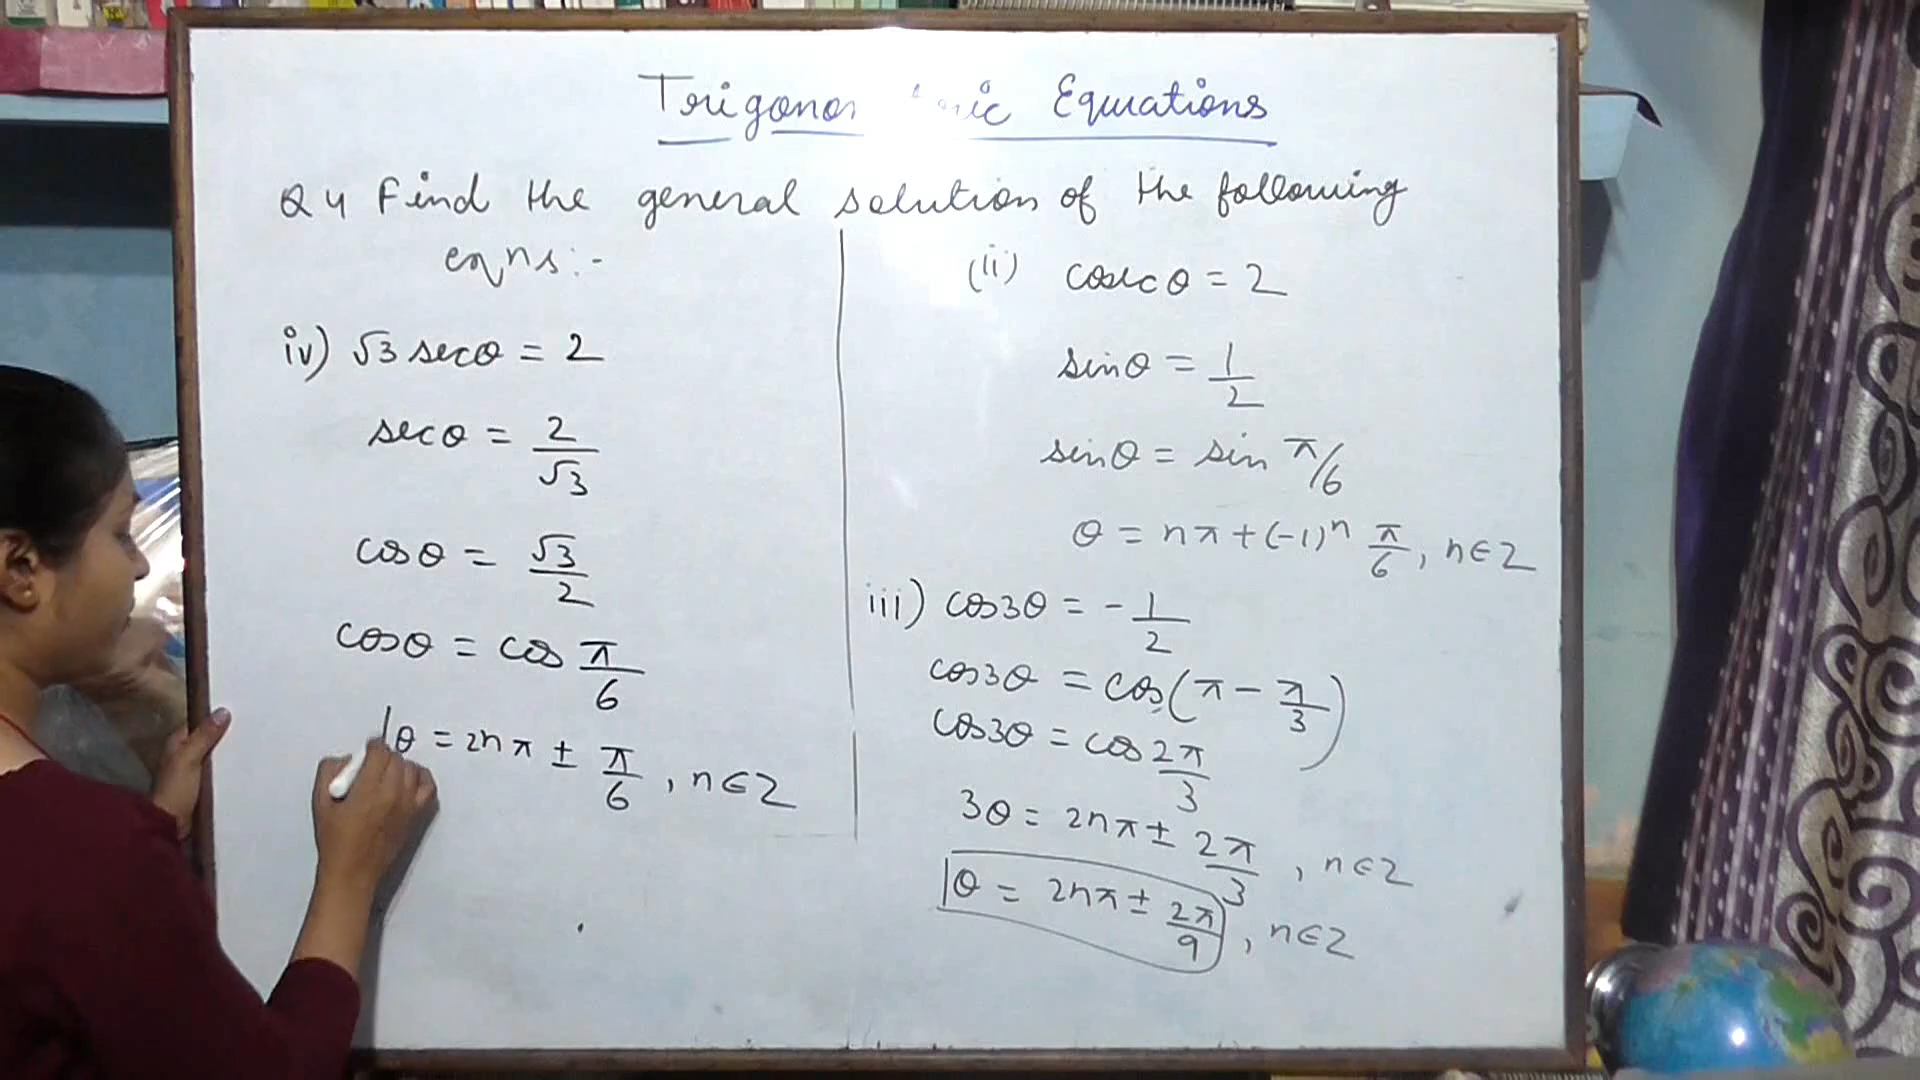 Equations
Q 4 Find the general solution of the following
eqns:-
iv) √3 secθ = 2
secθ = 2/√3
cosθ = √3/2
cosθ = cos π/6
θ = 2nπ ± π/6, n∈Z
(ii) cosecθ = 2
sinθ = 1/2
sinθ = sin π/6
θ = nπ + (-1)ⁿ π/6, n∈Z
iii) cos3θ = -1/2
cos3θ = cos(π - π/3)
cos3θ = cos 2π/3
3θ = 2nπ ± 2π/3, n∈Z
θ = 2nπ ± 2π/9, n∈Z